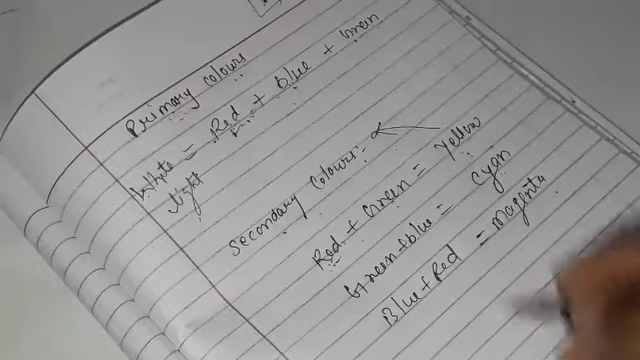 Primary colours
White = Red + Blue + Green
light
Secondary colours:-
Red + Green = Yellow
Green + blue = Cyan
Blue + Red = Magenta